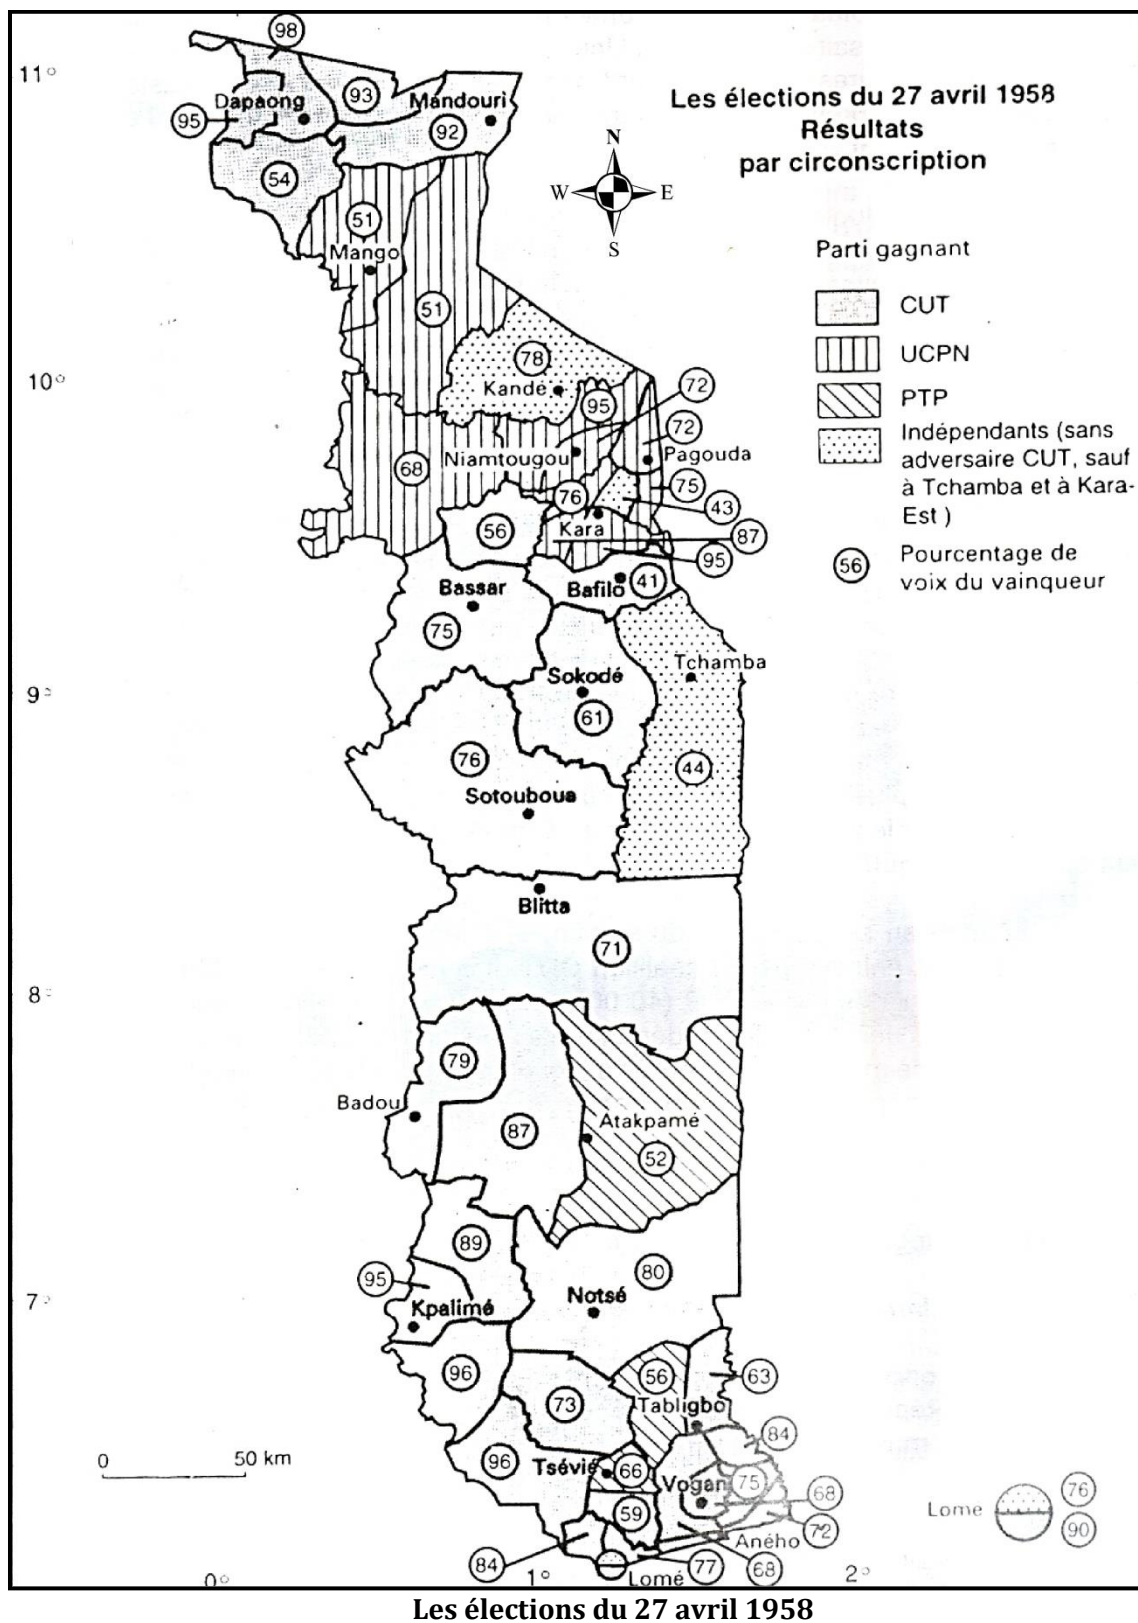 Les élections du 27 avril 1958
Résultats
par circonscription
N
W E
S
Parti gagnant
CUT
UCPN
PTP
Indépendants (sans
adversaire CUT, sauf
à Tchamba et à Kara-
Est )
56 Pourcentage de
voix du vainqueur
11°
10°
9°
8°
7°
98
93
Dapaong
Mandouri
95
92
54
51
Mango
51
78
Kandé
72
95
72
Niamtougou
Pagouda
68
75
76
43
56
Kara
87
95
Bassar
Bafilo
41
75
Tchamba
Sokodé
61
76
44
Sotouboua
Blitta
71
79
Badou
Atakpamé
87
52
89
80
95
Kpalimé
Notsé
96
56
63
73
Tabligbo
84
96
Tsévié
66
Vogan
75
68
59
72
Aného
84
Lomé
77
68
Lome
76
90
0 50 km
0° 1° 2°
Les élections du 27 avril 1958